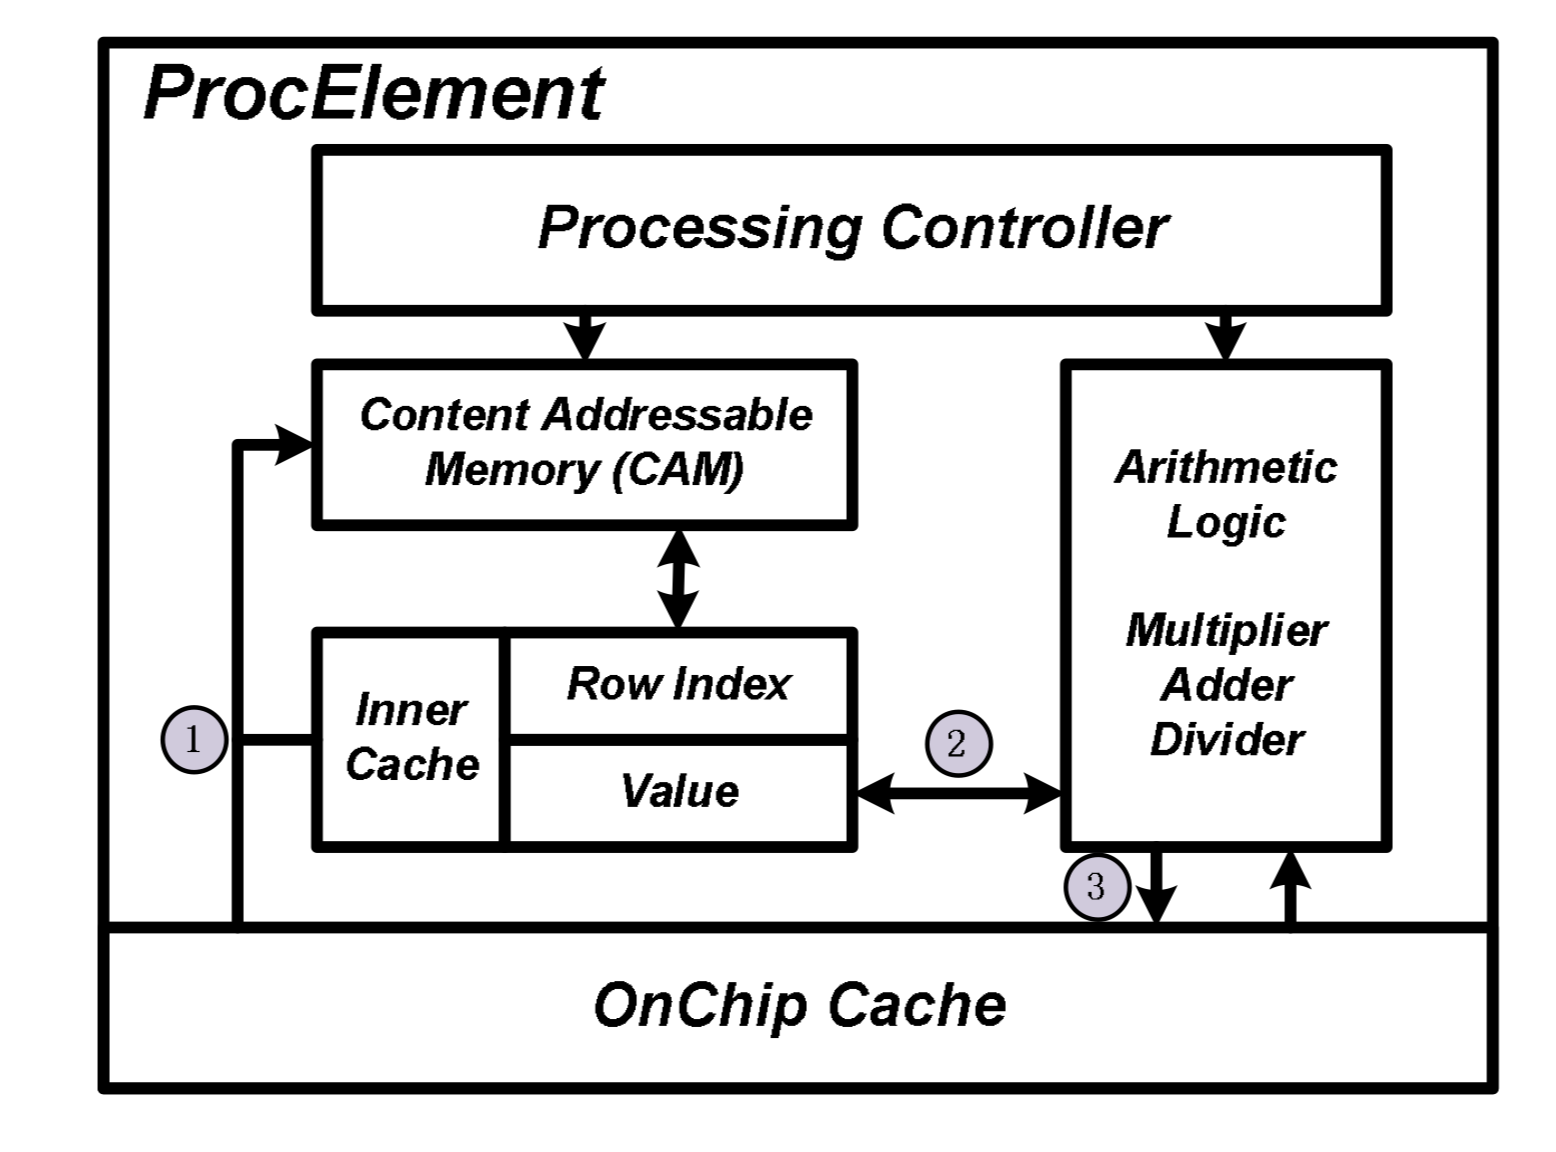 ProcElement
Processing Controller
Content Addressable
Memory (CAM)
Arithmetic
Logic
Multiplier
Adder
Divider
Inner
Cache
Row Index
Value
1
2
3
OnChip Cache